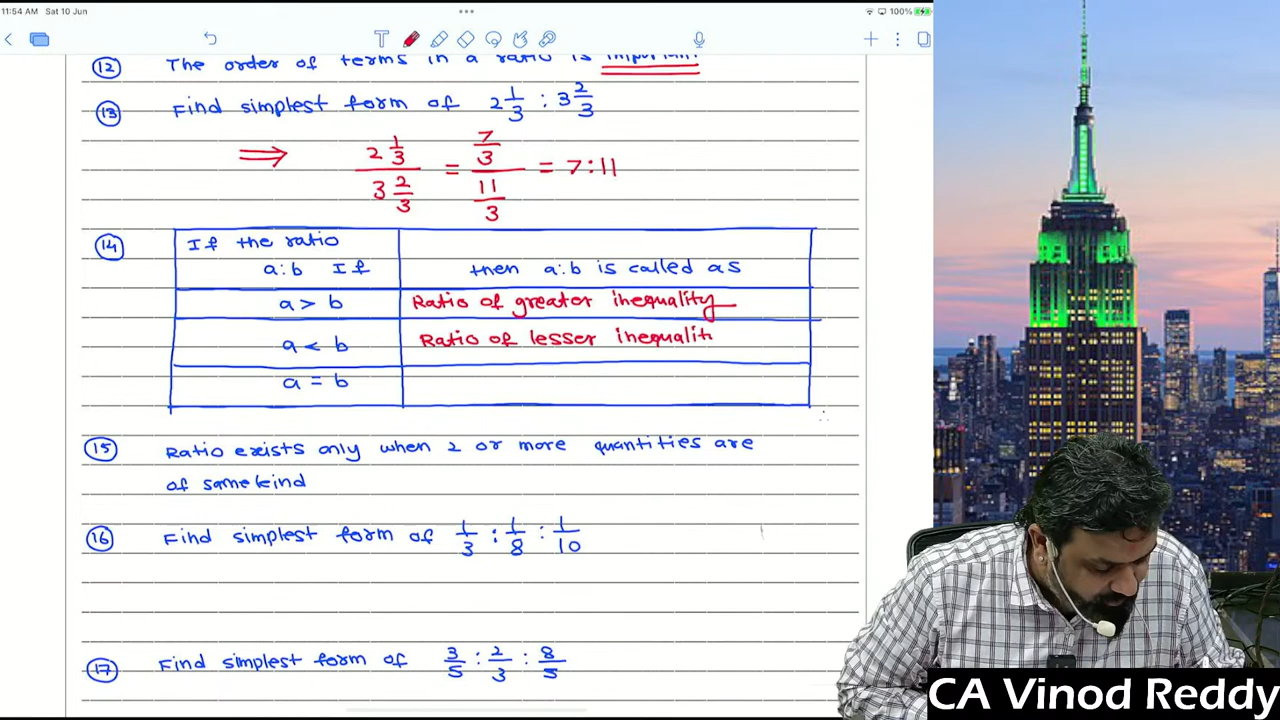 11:54 AM Sat 10 Jun
100%
T
(12) The order of terms in a ratio is important
(13) Find simplest form of 2 1/3 : 3 2/3
⇒ (2 1/3)/(3 2/3) = (7/3)/(11/3) = 7:11
(14) If the ratio
a:b If then a:b is called as
a > b Ratio of greater inequality
a < b Ratio of lesser inequalit
a = b
(15) Ratio exists only when 2 or more quantities are
of same kind
(16) Find simplest form of 1/3 : 1/8 : 1/10
(17) Find simplest form of 3/5 : 2/3 : 8/5
CA Vinod Reddy